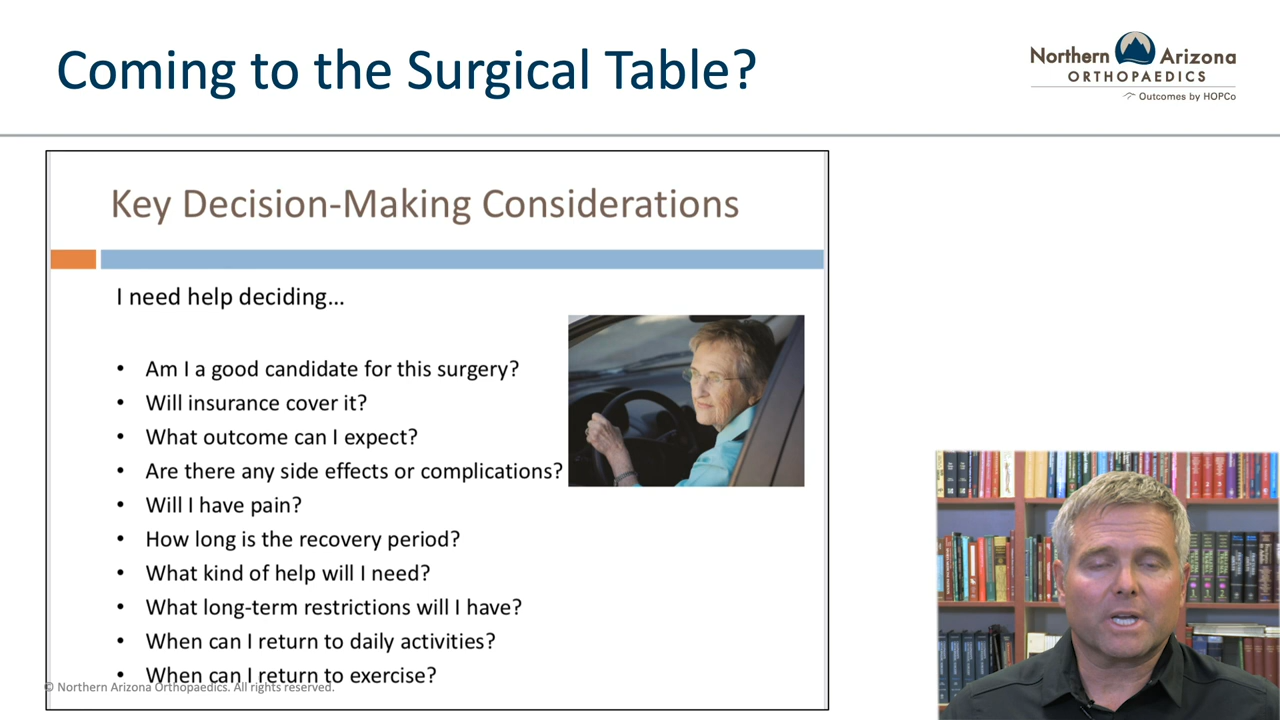 Coming to the Surgical Table?
Northern Arizona
ORTHOPAEDICS
Outcomes by HOPCo
Key Decision-Making Considerations
I need help deciding...
• Am I a good candidate for this surgery?
• Will insurance cover it?
• What outcome can I expect?
• Are there any side effects or complications?
• Will I have pain?
• How long is the recovery period?
• What kind of help will I need?
• What long-term restrictions will I have?
• When can I return to daily activities?
• When can I return to exercise?
© Northern Arizona Orthopaedics. All rights reserved.